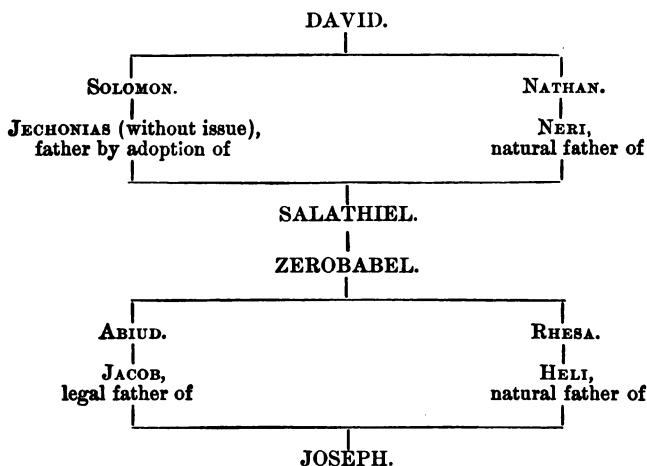 DAVID.
SOLOMON. NATHAN.
JECHONIAS (without issue), NERI,
father by adoption of natural father of
SALATHIEL.
ZEROBABEL.
ABIUD. RHESA.
JACOB, HELI,
legal father of natural father of
JOSEPH.